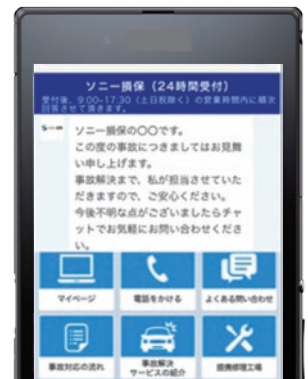 ソニー損保（24時間受付）
受付後、9:00-17:30（土日祝除く）の営業時間内に順次
回答させて頂きます。
ソニー損保の〇〇です。
この度の事故につきましてはお見舞
い申し上げます。
事故解決まで、私が担当させていた
だきますので、ご安心ください。
今後不明な点がございましたらチャ
ットでお気軽にお問い合わせくださ
い。
マイページ
電話をかける
よくある問い合わせ
事故対応の流れ
事故解決
サービスの紹介
提携修理工場